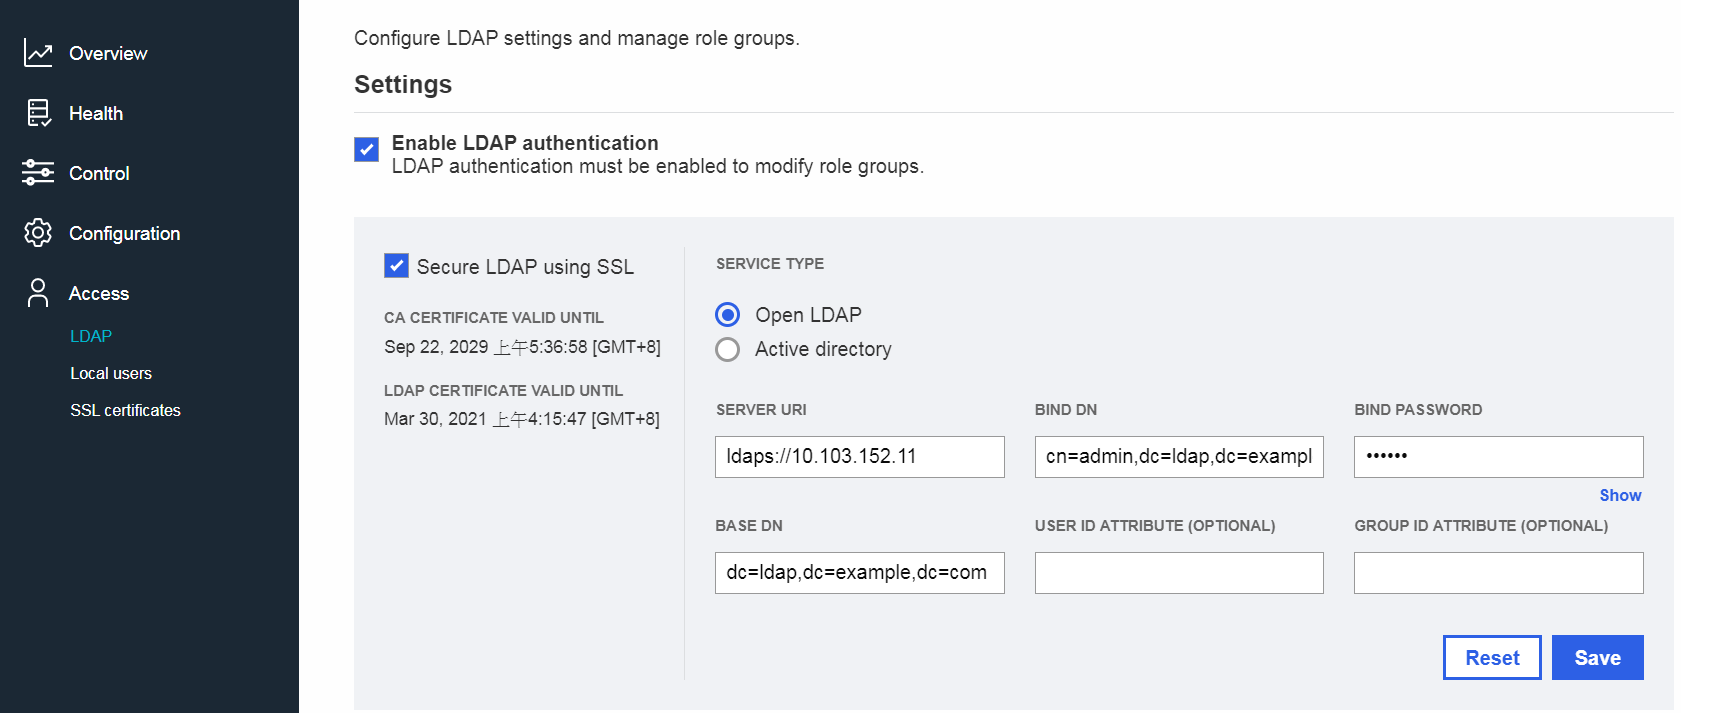 Overview
Health
Control
Configuration
Access
LDAP
Local users
SSL certificates
Configure LDAP settings and manage role groups.
Settings
Enable LDAP authentication
LDAP authentication must be enabled to modify role groups.
Secure LDAP using SSL
CA CERTIFICATE VALID UNTIL
Sep 22, 2029 上午5:36:58 [GMT+8]
LDAP CERTIFICATE VALID UNTIL
Mar 30, 2021 上午4:15:47 [GMT+8]
SERVICE TYPE
Open LDAP
Active directory
SERVER URI
ldaps://10.103.152.11
BIND DN
cn=admin,dc=ldap,dc=exampl
BIND PASSWORD
••••••
Show
BASE DN
dc=ldap,dc=example,dc=com
USER ID ATTRIBUTE (OPTIONAL)
GROUP ID ATTRIBUTE (OPTIONAL)
Reset
Save